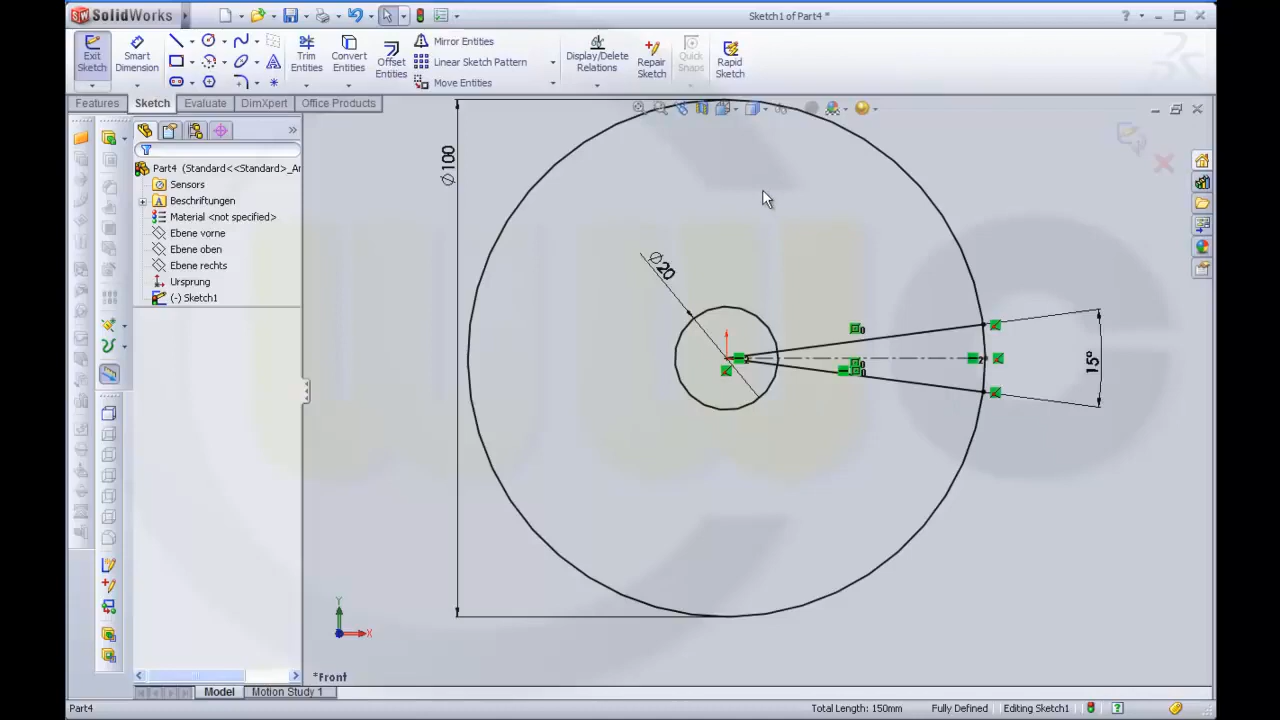 SolidWorks
Sketch1 of Part4 *
Exit Sketch
Smart Dimension
Trim Entities
Convert Entities
Offset Entities
Mirror Entities
Linear Sketch Pattern
Move Entities
Display/Delete Relations
Repair Sketch
Quick Snaps
Rapid Sketch
Features
Sketch
Evaluate
DimXpert
Office Products
Part4 (Standard<<Standard>_Ar
Sensors
Beschriftungen
Material <not specified>
Ebene vorne
Ebene oben
Ebene rechts
Ursprung
(-) Sketch1
Ø100
Ø20
15°
Y
X
*Front
Model
Motion Study 1
Part4
Total Length: 150mm
Fully Defined
Editing Sketch1